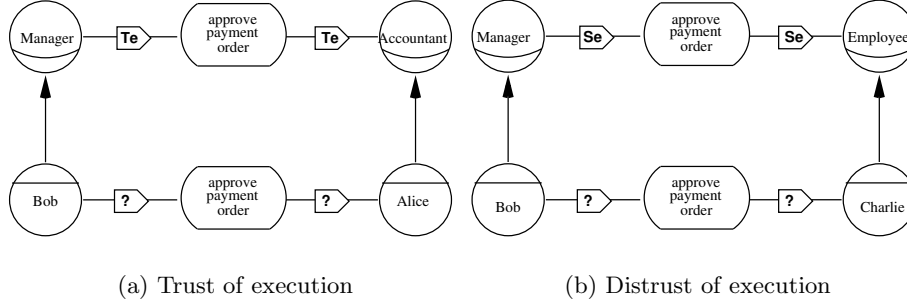 Manager
Te
approve
payment
order
Te
Accountant
Manager
Se
approve
payment
order
Se
Employee
Bob
?
approve
payment
order
?
Alice
Bob
?
approve
payment
order
?
Charlie
(a) Trust of execution
(b) Distrust of execution